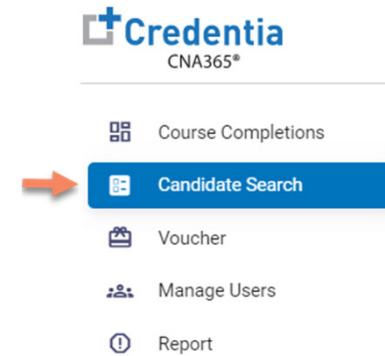 Credentia
CNA365®
Course Completions
Candidate Search
Voucher
Manage Users
Report